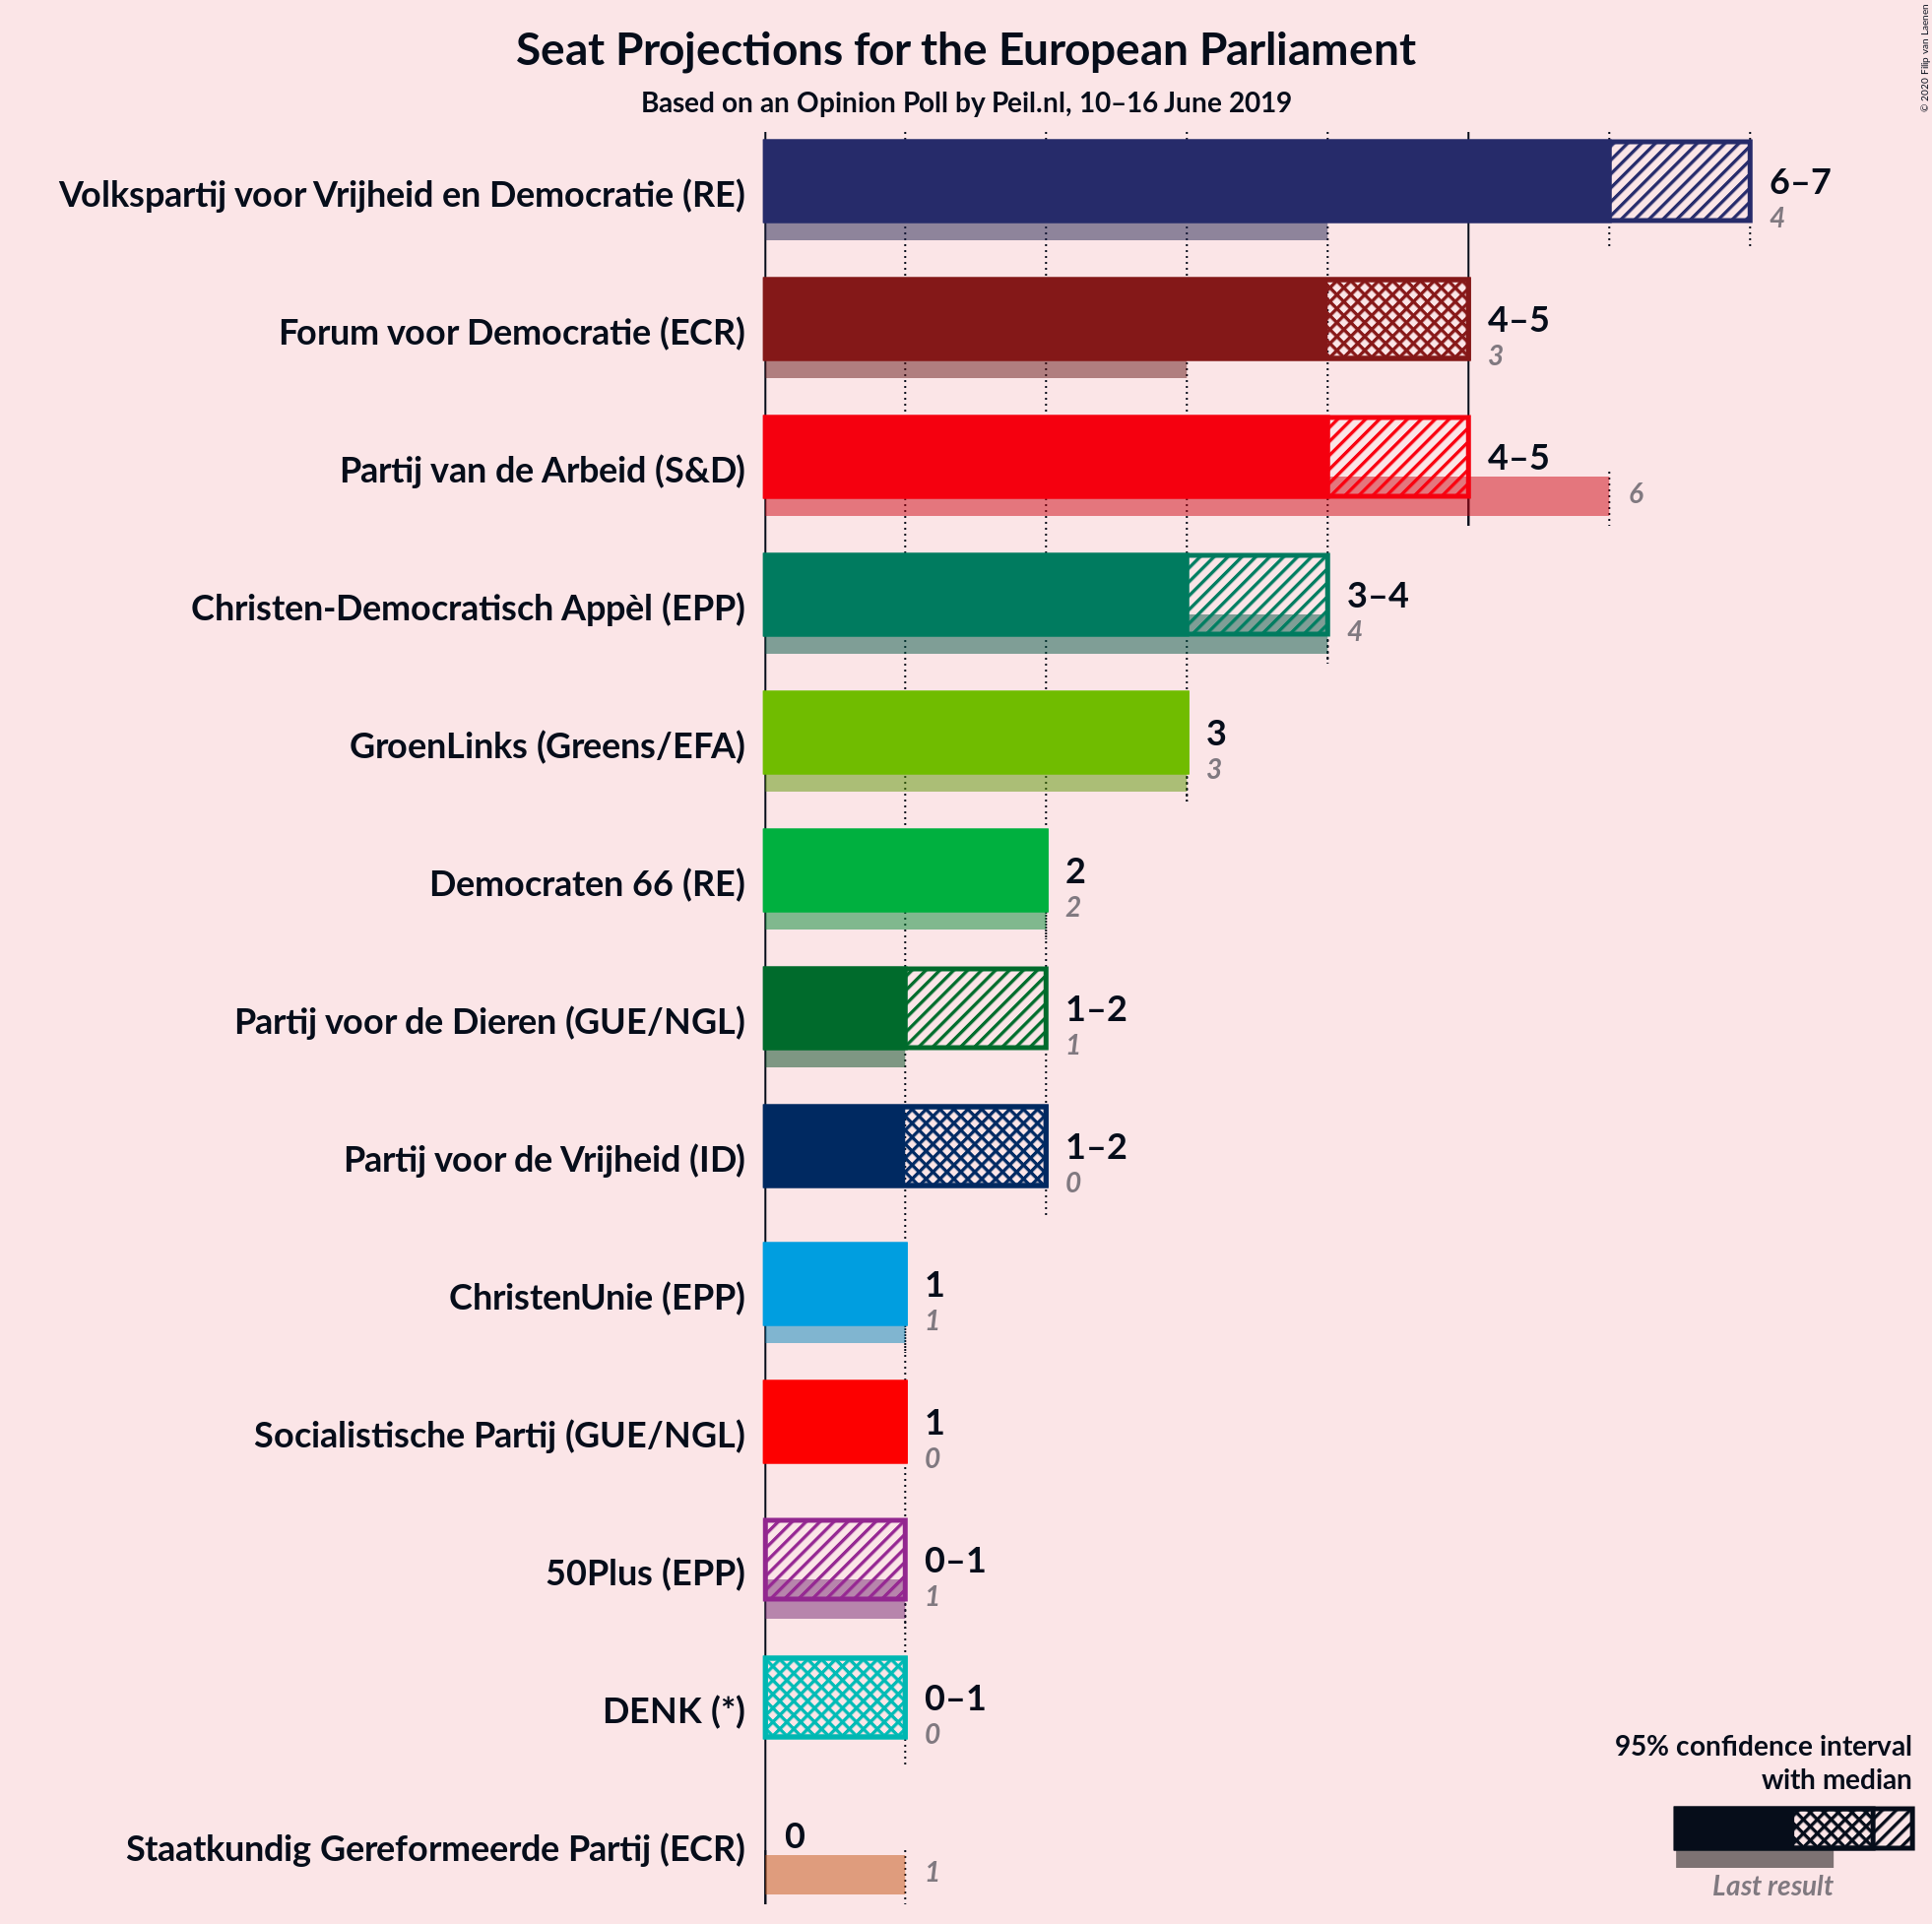 Seat Projections for the European Parliament
Based on an Opinion Poll by Peil.nl, 10–16 June 2019
© 2020 Filip van Laenen
Volkspartij voor Vrijheid en Democratie (RE)
6–7
4
Forum voor Democratie (ECR)
4–5
3
Partij van de Arbeid (S&D)
4–5
6
Christen-Democratisch Appèl (EPP)
3–4
4
GroenLinks (Greens/EFA)
3
3
Democraten 66 (RE)
2
2
Partij voor de Dieren (GUE/NGL)
1–2
1
Partij voor de Vrijheid (ID)
1–2
0
ChristenUnie (EPP)
1
1
Socialistische Partij (GUE/NGL)
1
0
50Plus (EPP)
0–1
1
DENK (*)
0–1
0
Staatkundig Gereformeerde Partij (ECR)
0
1
95% confidence interval
with median
Last result